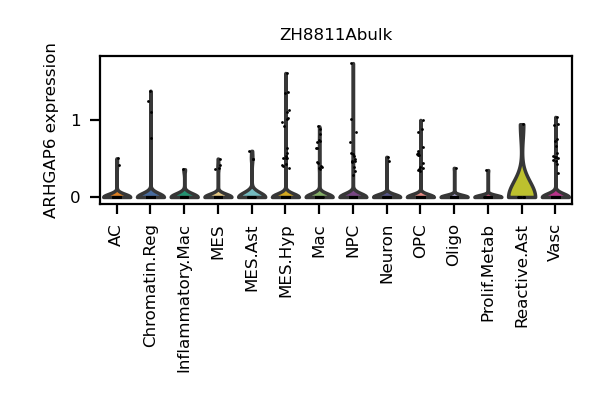 ZH8811Abulk
ARHGAP6 expression
1
0
AC
Chromatin.Reg
Inflammatory.Mac
MES
MES.Ast
MES.Hyp
Mac
NPC
Neuron
OPC
Oligo
Prolif.Metab
Reactive.Ast
Vasc